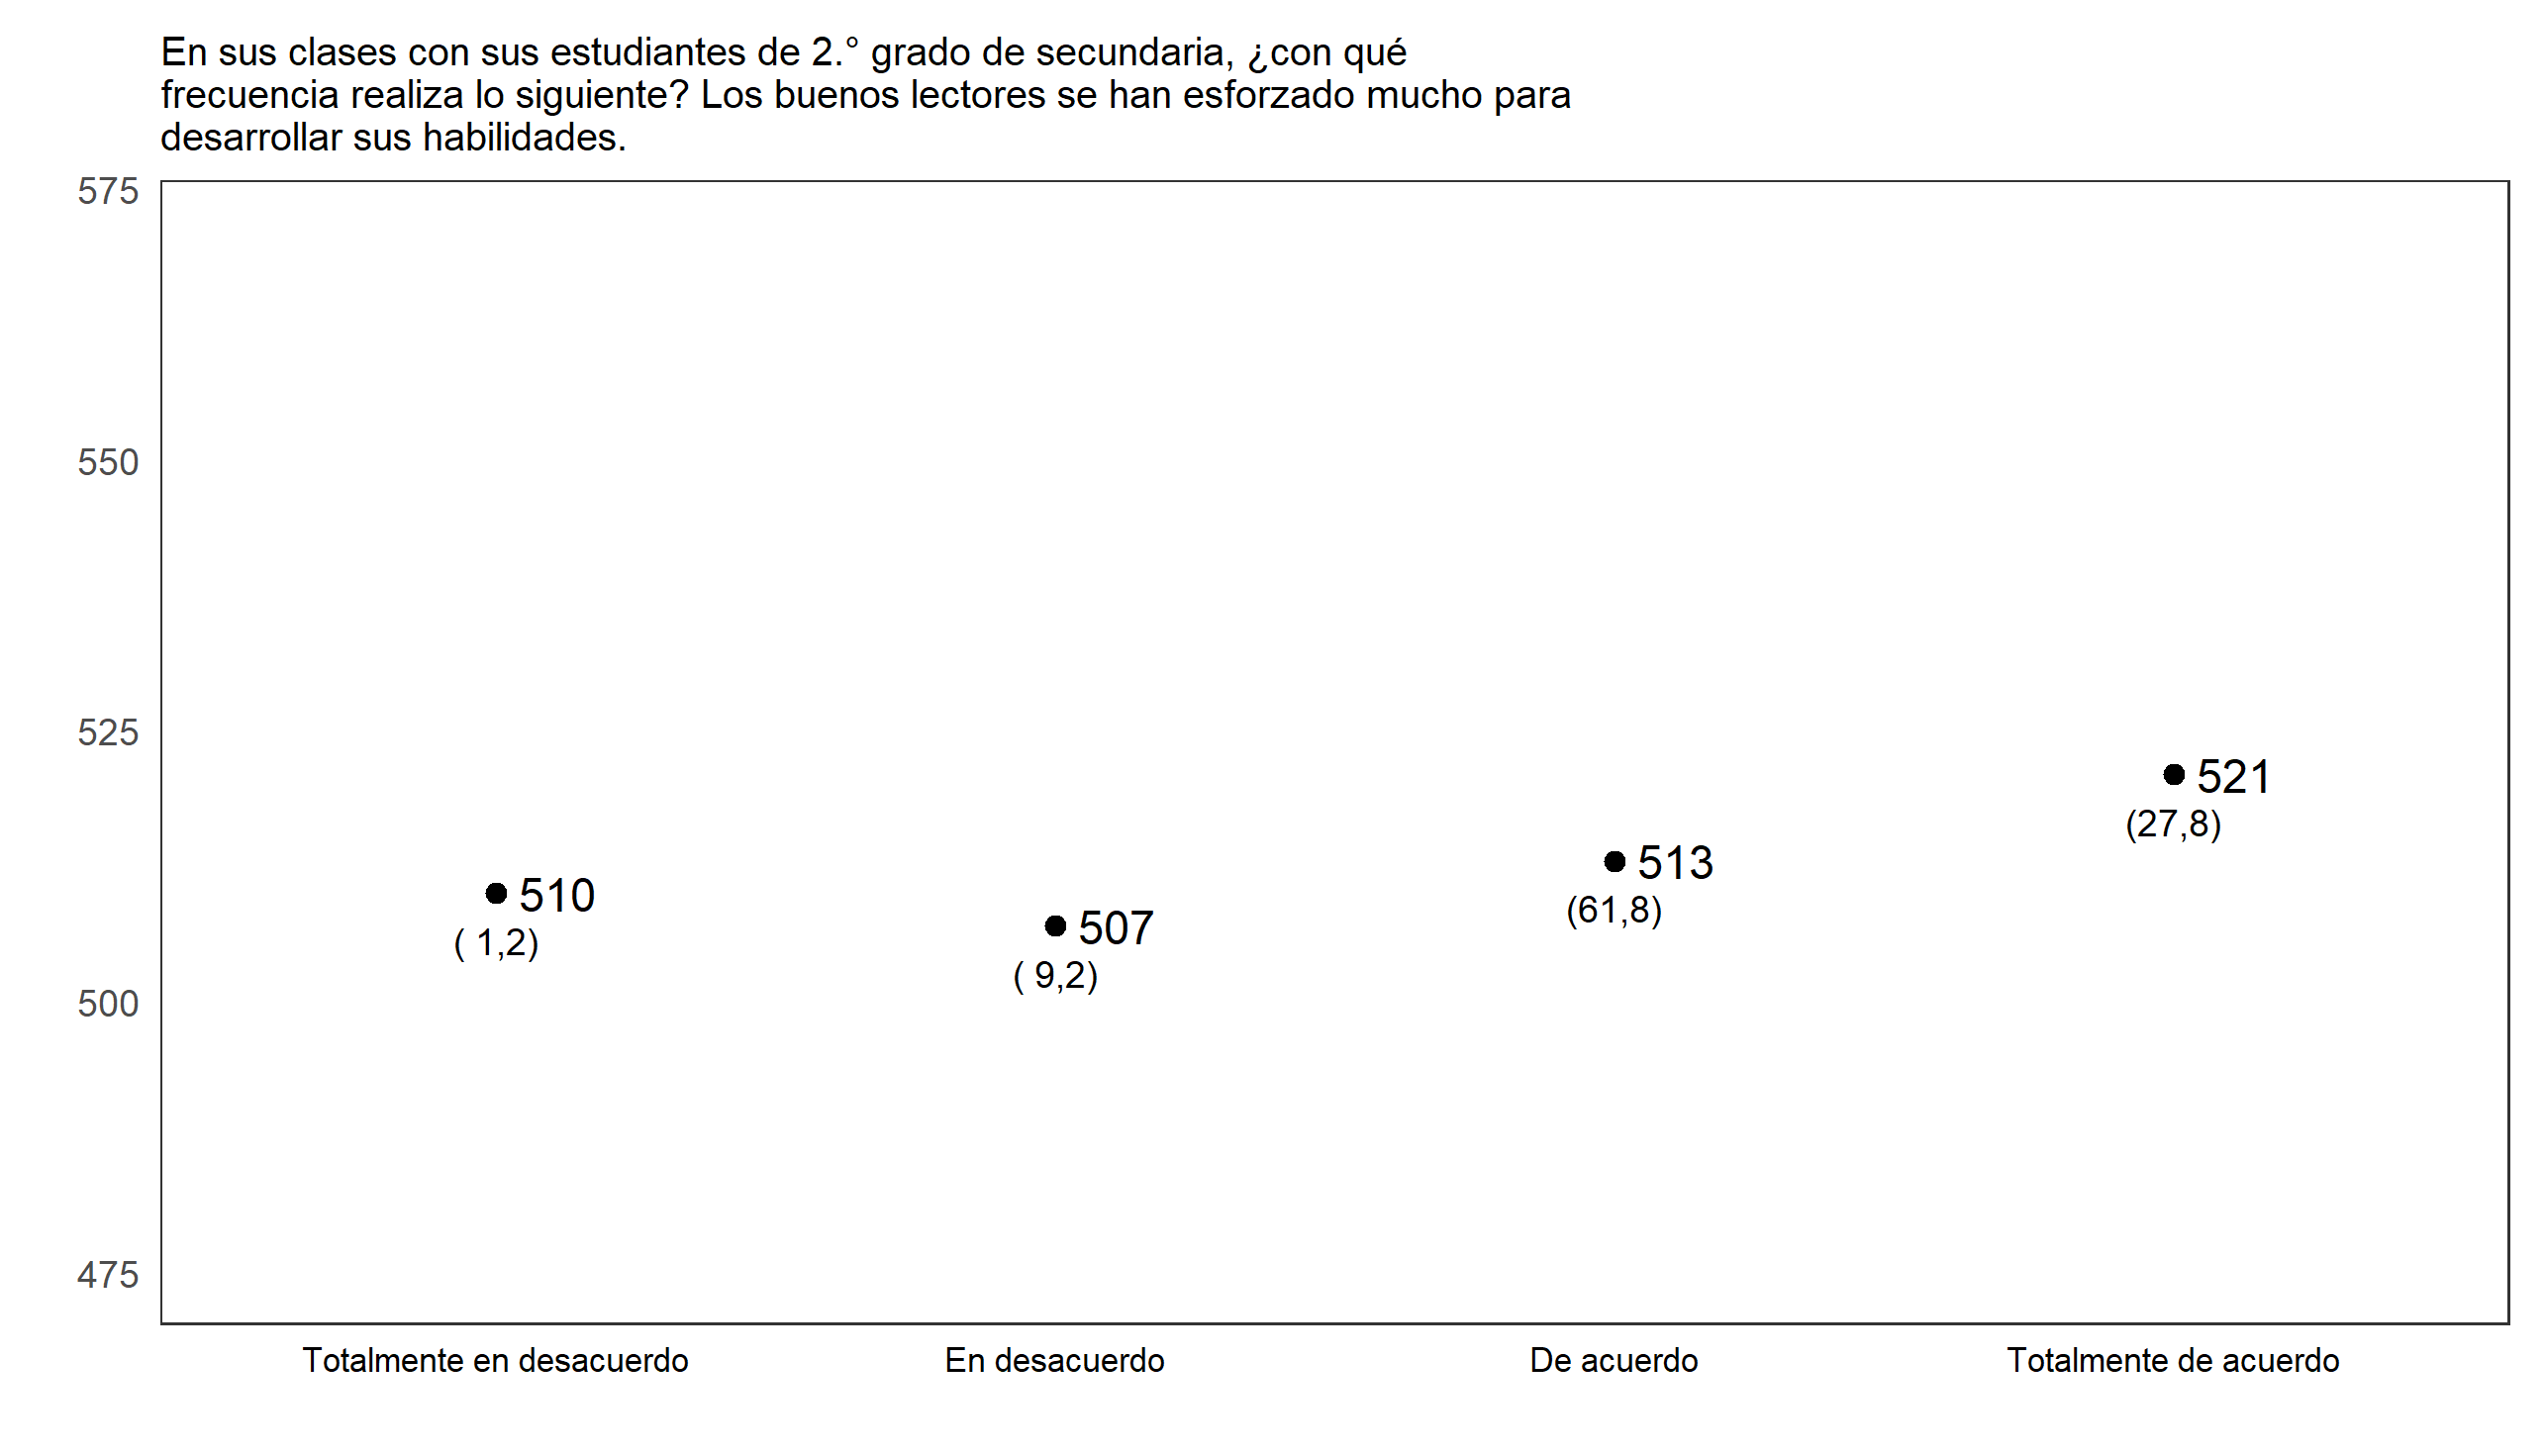 En sus clases con sus estudiantes de 2.° grado de secundaria, ¿con qué
frecuencia realiza lo siguiente? Los buenos lectores se han esforzado mucho para
desarrollar sus habilidades.
575
550
525
500
475
510
( 1,2)
507
( 9,2)
513
(61,8)
521
(27,8)
Totalmente en desacuerdo
En desacuerdo
De acuerdo
Totalmente de acuerdo